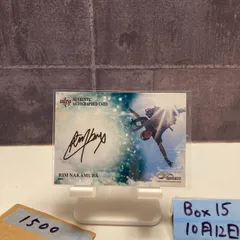 AUTHENTIC
AUTOGRAPHED CARD
RIM NAKAMURA
1500
Box 15
10月12日